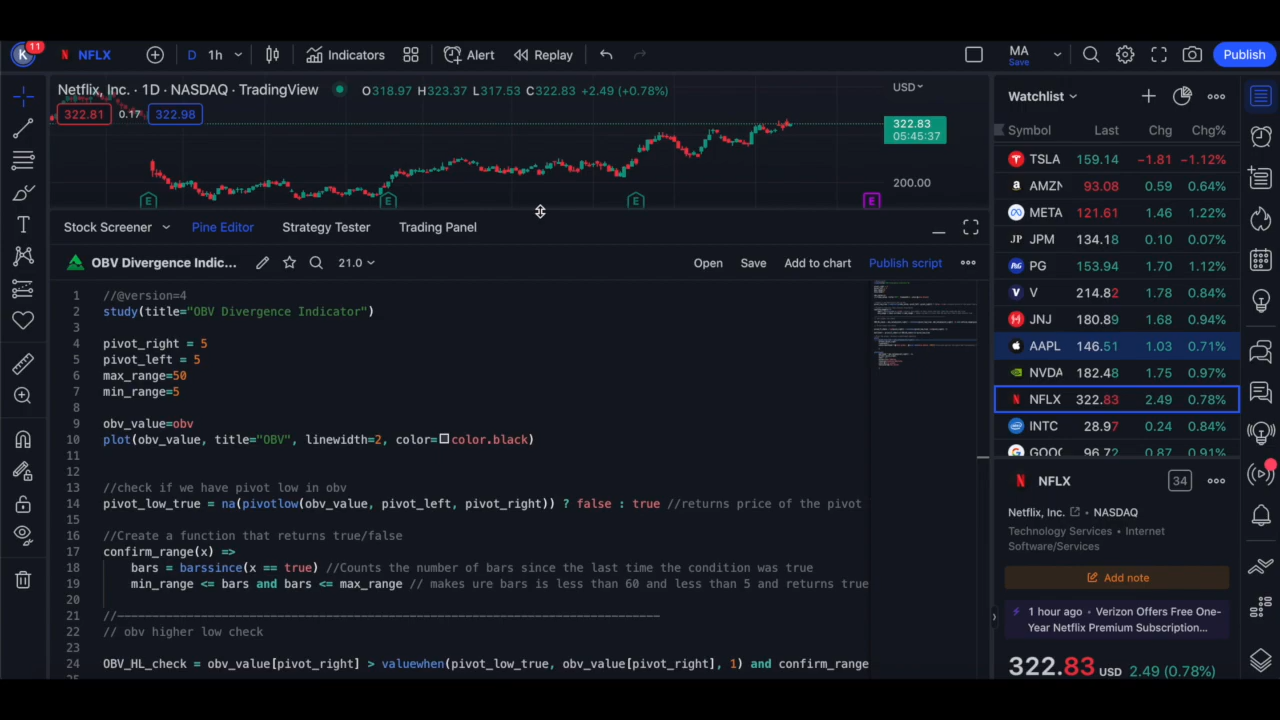 K 11 NFLX D 1h Indicators Alert Replay MA Save Publish
Netflix, Inc. · 1D · NASDAQ · TradingView O318.97 H323.37 L317.53 C322.83 +2.49 (+0.78%) USD
322.81 0.17 322.98
322.83
05:45:37
200.00
E E E E
Stock Screener Pine Editor Strategy Tester Trading Panel
OBV Divergence Indic... 21.0 Open Save Add to chart Publish script
1 //@version=4
2 study(title="OBV Divergence Indicator")
3
4 pivot_right = 5
5 pivot_left = 5
6 max_range=50
7 min_range=5
8
9 obv_value=obv
10 plot(obv_value, title="OBV", linewidth=2, color=color.black)
11
12
13 //check if we have pivot low in obv
14 pivot_low_true = na(pivotlow(obv_value, pivot_left, pivot_right)) ? false : true //returns price of the pivot
15
16 //Create a function that returns true/false
17 confirm_range(x) =>
18 bars = barssince(x == true) //Counts the number of bars since the last time the condition was true
19 min_range <= bars and bars <= max_range // makes ure bars is less than 60 and less than 5 and returns true
20
21 //
22 // obv higher low check
23
24 OBV_HL_check = obv_value[pivot_right] > valuewhen(pivot_low_true, obv_value[pivot_right], 1) and confirm_range
Watchlist
Symbol Last Chg Chg%
TSLA 159.14 −1.81 −1.12%
a AMZN 93.08 0.59 0.64%
META 121.61 1.46 1.22%
JP JPM 134.18 0.10 0.07%
P&G PG 153.94 1.70 1.12%
V V 214.82 1.78 0.84%
JNJ 180.89 1.68 0.94%
AAPL 146.51 1.03 0.71%
NVDA 182.48 1.75 0.97%
N NFLX 322.83 2.49 0.78%
INTC 28.97 0.24 0.84%
G GOOG 96.72 0.87 0.91%
N NFLX 34
Netflix, Inc. • NASDAQ
Technology Services • Internet
Software/Services
Add note
1 hour ago • Verizon Offers Free One-
Year Netflix Premium Subscription...
322.83 USD 2.49 (0.78%)